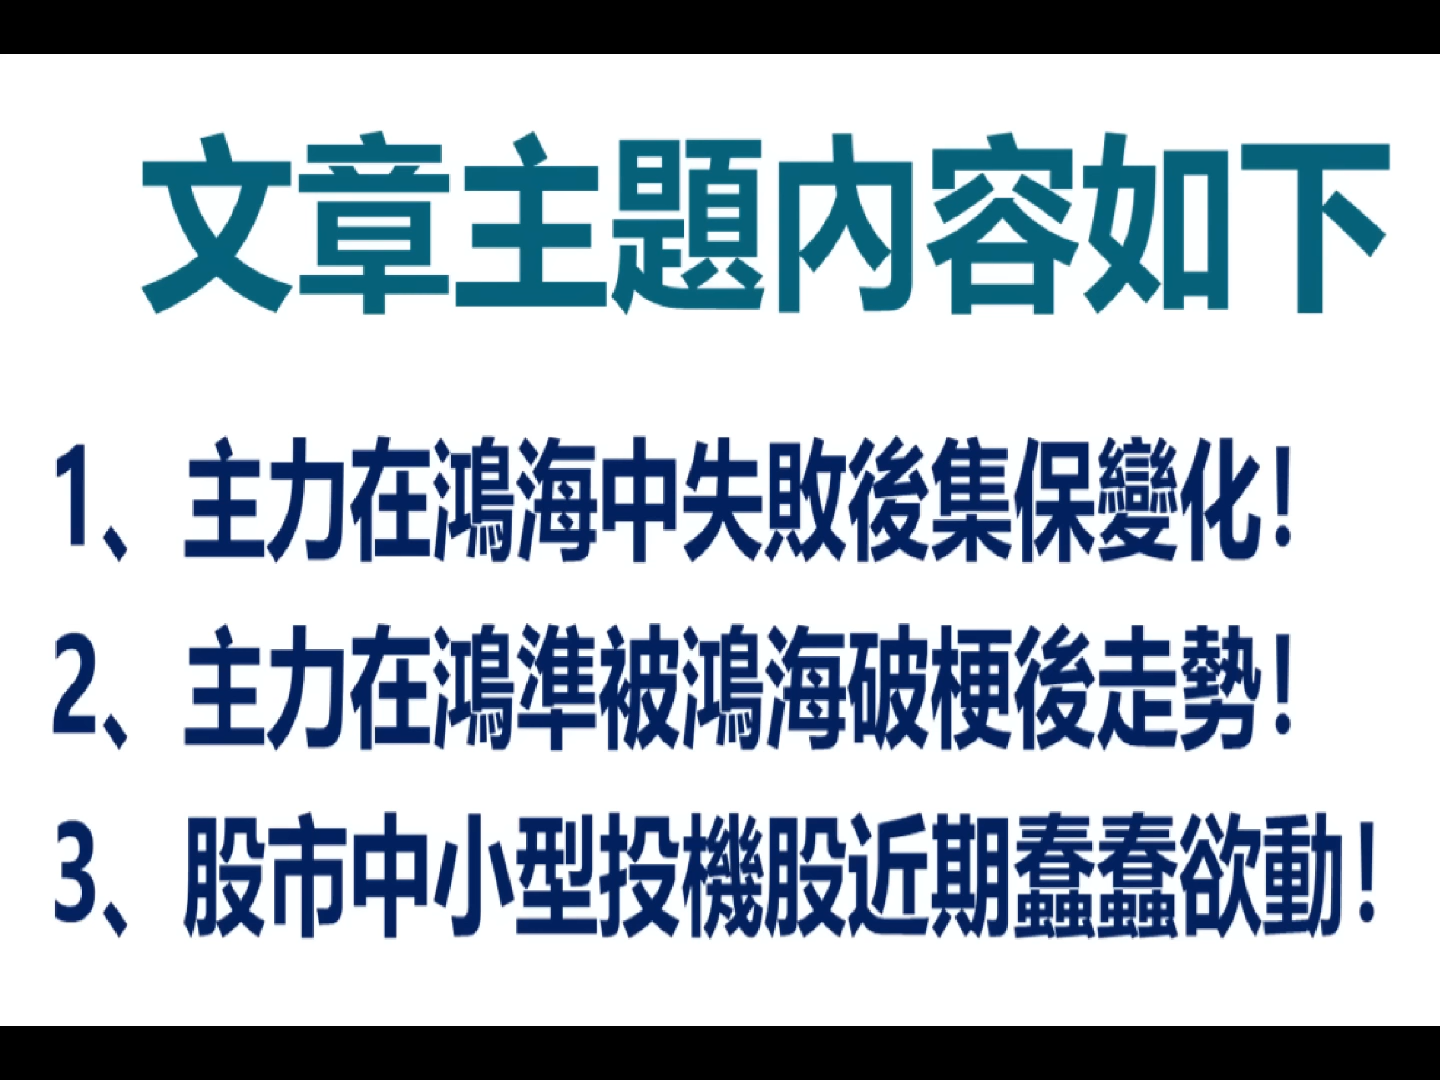 文章主題內容如下
1、主力在鴻海中失敗後集保變化！
2、主力在鴻準被鴻海破梗後走勢！
3、股市中小型投機股近期蠢蠢欲動！